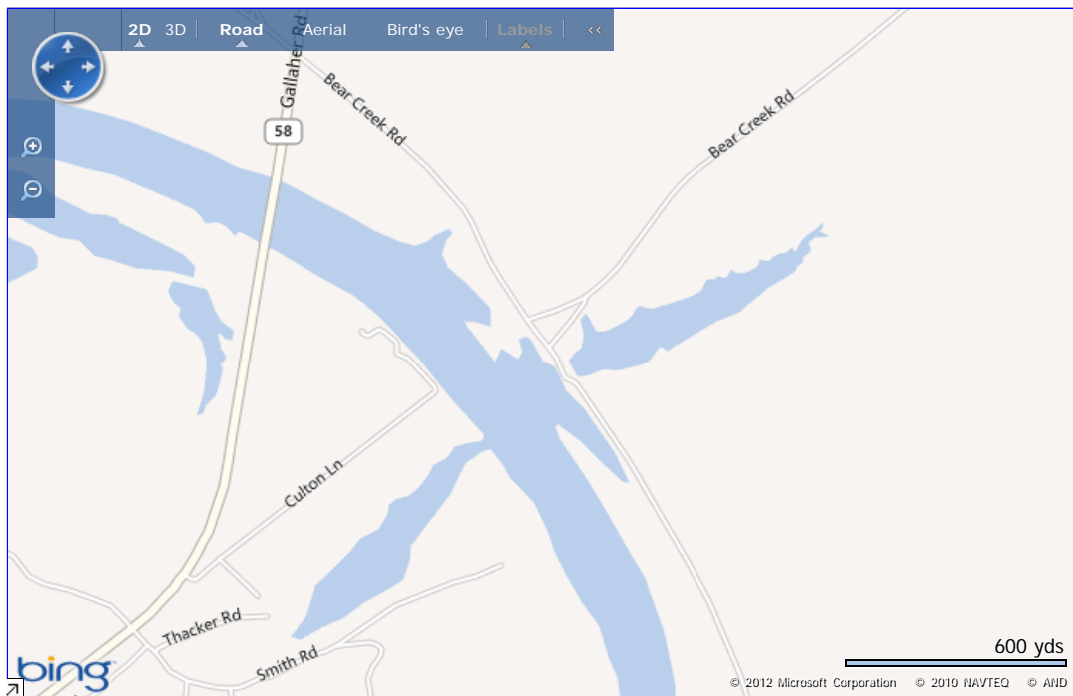 2D 3D Road Aerial Bird's eye Labels <<
Gallaher Rd
Bear Creek Rd
Bear Creek Rd
58
Culton Ln
Thacker Rd
Smith Rd
600 yds
bing™
© 2012 Microsoft Corporation © 2010 NAVTEQ © AND